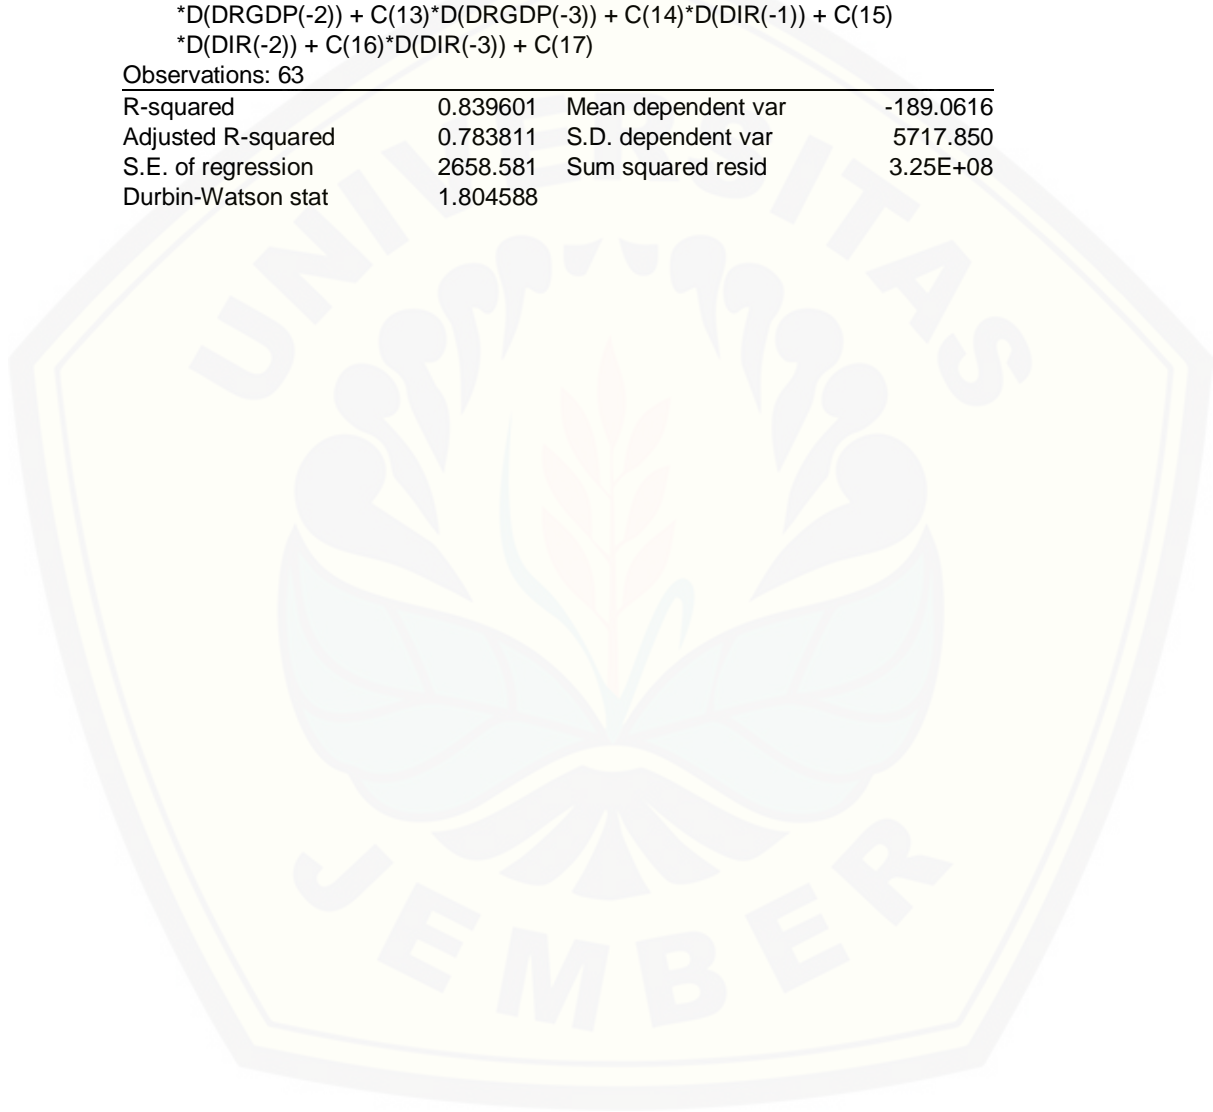 *D(DRGDP(-2)) + C(13)*D(DRGDP(-3)) + C(14)*D(DIR(-1)) + C(15)
*D(DIR(-2)) + C(16)*D(DIR(-3)) + C(17)
Observations: 63
R-squared 0.839601 Mean dependent var -189.0616
Adjusted R-squared 0.783811 S.D. dependent var 5717.850
S.E. of regression 2658.581 Sum squared resid 3.25E+08
Durbin-Watson stat 1.804588
UNIVERSITAS
JEMBER